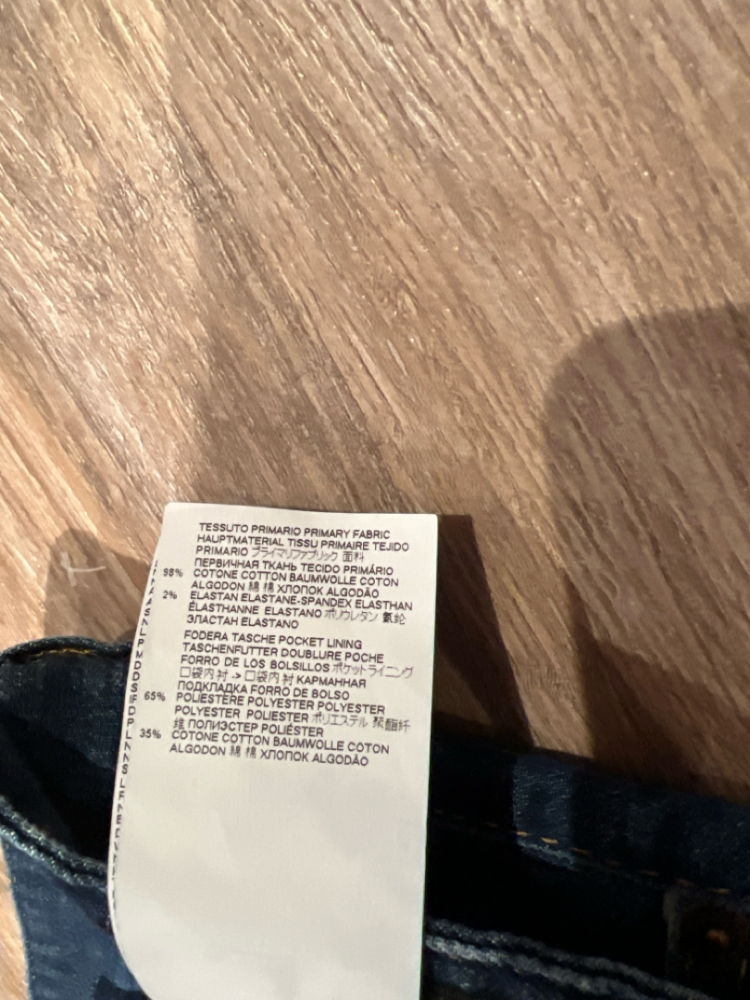 TESSUTO PRIMARIO PRIMARY FABRIC
HAUPTMATERIAL TISSU PRIMAIRE TEJIDO
PRIMARIO プライマリファブリック 面料
ПЕРВИЧНАЯ ТКАНЬ TECIDO PRIMÁRIO
98% COTONE COTTON BAUMWOLLE COTON
ALGODON 綿 棉 ХЛОПОК ALGODÃO
2% ELASTAN ELASTANE-SPANDEX ELASTHAN
ÉLASTHANNE ELASTANO ポリウレタン 氨纶
ЭЛАСТАН ELASTANO
FODERA TASCHE POCKET LINING
TASCHENFUTTER DOUBLURE POCHE
FORRO DE LOS BOLSILLOS ポケットライニング
口袋内衬 -> 口袋内衬 КАРМАННАЯ
ПОДКЛАДКА FORRO DE BOLSO
65% POLIESTERE POLYESTER POLYESTER
POLYESTER POLIESTER ポリエステル 聚酯纤
维 ПОЛИЭСТЕР POLIÉSTER
35% COTONE COTTON BAUMWOLLE COTON
ALGODON 綿 棉 ХЛОПОК ALGODÃO